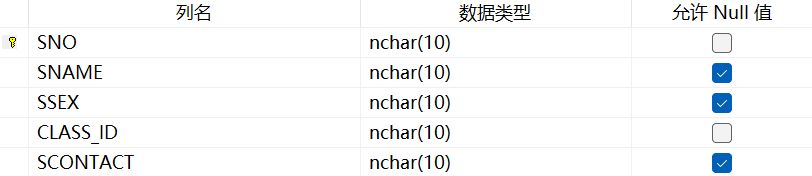 列名 数据类型 允许 Null 值
SNO nchar(10)
SNAME nchar(10)
SSEX nchar(10)
CLASS_ID nchar(10)
SCONTACT nchar(10)